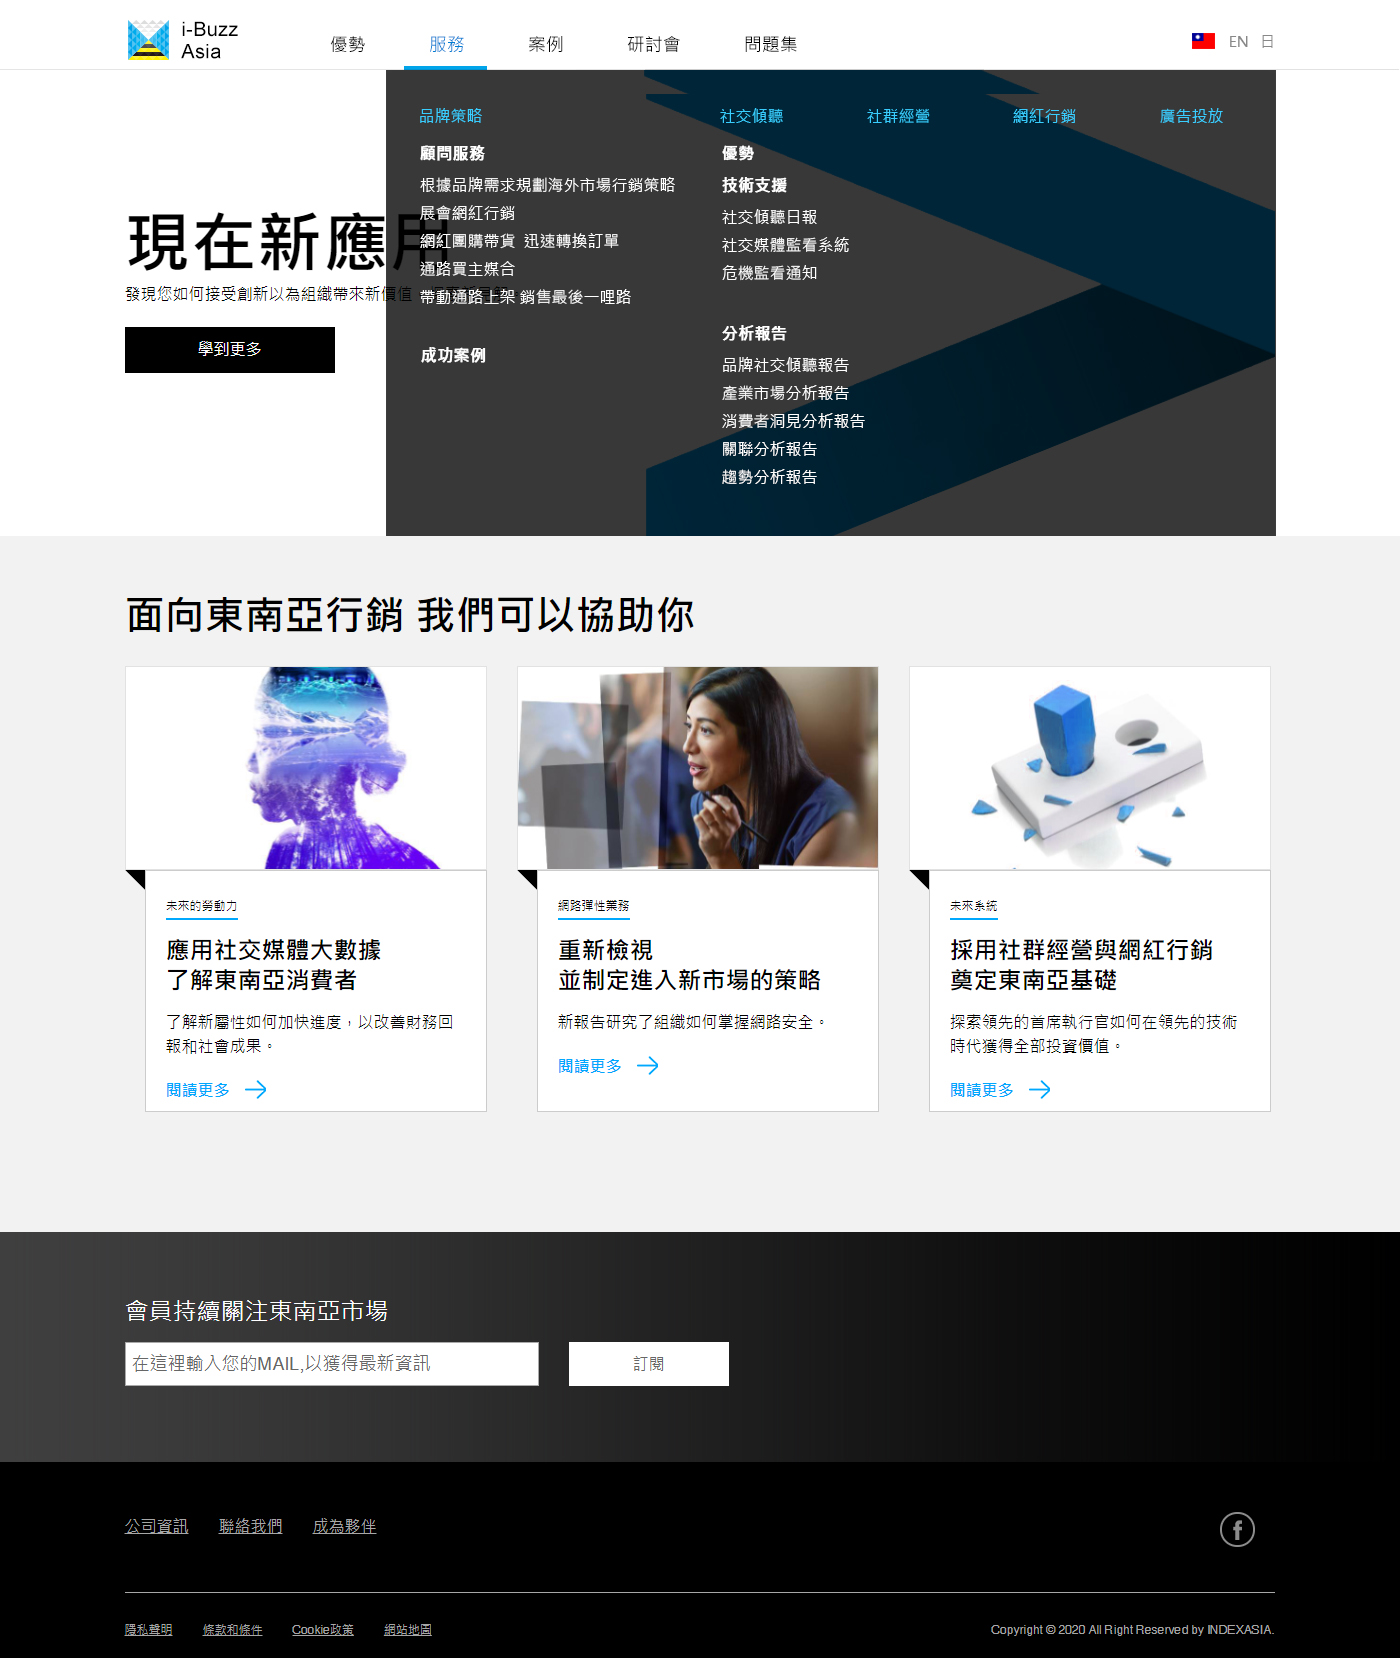 i-Buzz
Asia
優勢 服務 案例 研討會 問題集
EN 日
品牌策略 社交傾聽 社群經營 網紅行銷 廣告投放
顧問服務
根據品牌需求規劃海外市場行銷策略
展會網紅行銷
網紅團購帶貨 迅速轉換訂單
通路買主媒合
帶動通路上架 銷售最後一哩路
成功案例
優勢
技術支援
社交傾聽日報
社交媒體監看系統
危機監看通知
分析報告
品牌社交傾聽報告
產業市場分析報告
消費者洞見分析報告
關聯分析報告
趨勢分析報告
現在新應用
發現您如何接受創新以為組織帶來新價值
學到更多
面向東南亞行銷 我們可以協助你
未來的勞動力
應用社交媒體大數據
了解東南亞消費者
了解新屬性如何加快進度，以改善財務回
報和社會成果。
閱讀更多
網路彈性業務
重新檢視
並制定進入新市場的策略
新報告研究了組織如何掌握網路安全。
閱讀更多
未來系統
採用社群經營與網紅行銷
奠定東南亞基礎
探索領先的首席執行官如何在領先的技術
時代獲得全部投資價值。
閱讀更多
會員持續關注東南亞市場
在這裡輸入您的MAIL,以獲得最新資訊
訂閱
公司資訊 聯絡我們 成為夥伴
隱私聲明 條款和條件 Cookie政策 網站地圖
Copyright © 2020 All Right Reserved by INDEXASIA.